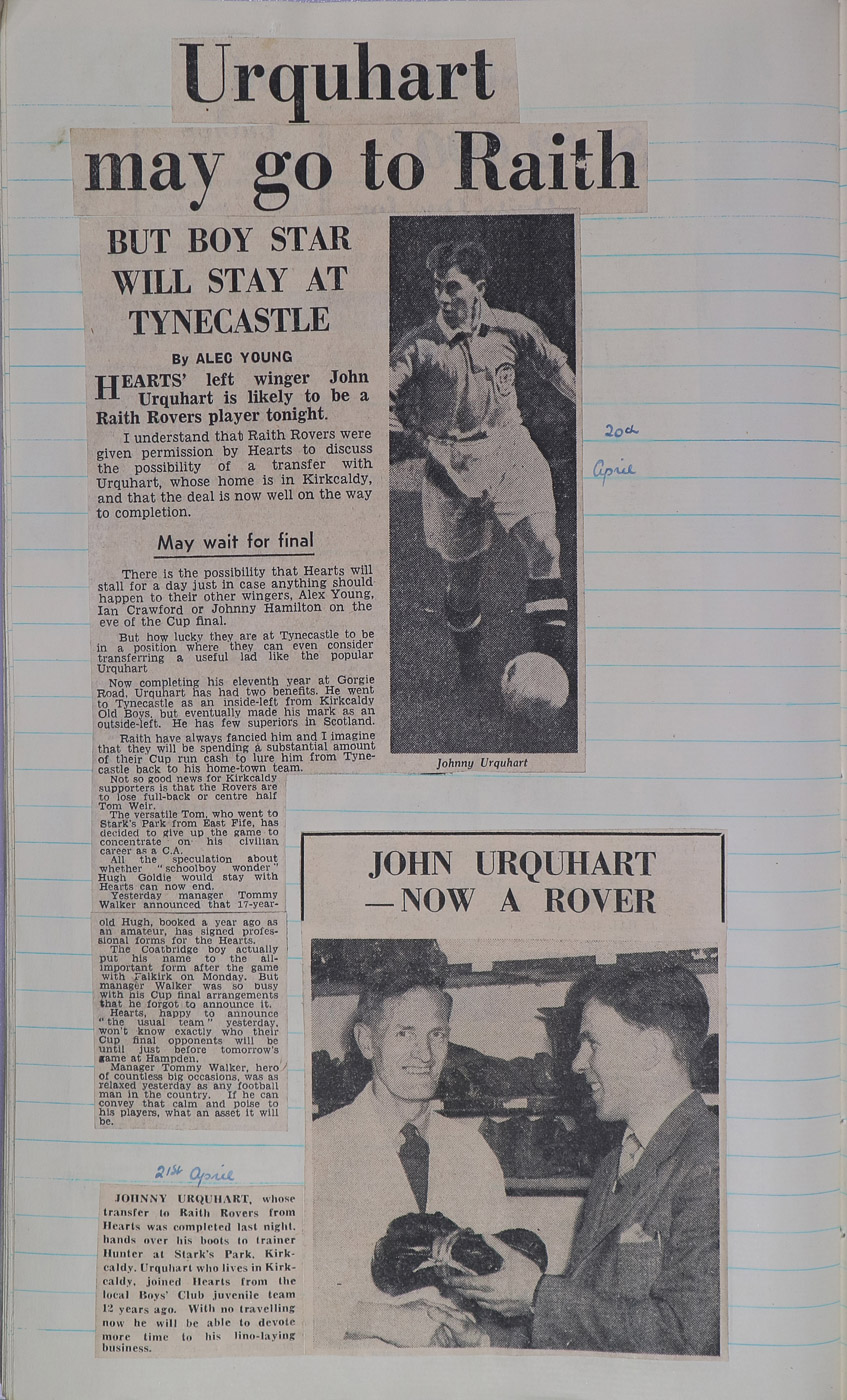 Urquhart
may go to Raith
BUT BOY STAR
WILL STAY AT
TYNECASTLE
By ALEC YOUNG
HEARTS' left winger John
Urquhart is likely to be a
Raith Rovers player tonight.
I understand that Raith Rovers were
given permission by Hearts to discuss
the possibility of a transfer with
Urquhart, whose home is in Kirkcaldy,
and that the deal is now well on the way
to completion.
May wait for final
There is the possibility that Hearts will
stall for a day just in case anything should
happen to their other wingers, Alex Young,
Ian Crawford or Johnny Hamilton on the
eve of the Cup final.
But how lucky they are at Tynecastle to be
in a position where they can even consider
transferring a useful lad like the popular
Urquhart
Now completing his eleventh year at Gorgie
Road, Urquhart has had two benefits. He went
to Tynecastle as an inside-left from Kirkcaldy
Old Boys, but eventually made his mark as an
outside-left. He has few superiors in Scotland.
Raith have always fancied him and I imagine
that they will be spending a substantial amount
of their Cup run cash to lure him from Tyne-
castle back to his home-town team.
Not so good news for Kirkcaldy
supporters is that the Rovers are
to lose full-back or centre half
Tom Weir.
The versatile Tom, who went to
Stark's Park from East Fife, has
decided to give up the game to
concentrate on his civilian
career as a C.A.
All the speculation about
whether "schoolboy wonder"
Hugh Goldie would stay with
Hearts can now end.
Yesterday manager Tommy
Walker announced that 17-year-
old Hugh, booked a year ago as
an amateur, has signed profes-
sional forms for the Hearts.
The Coatbridge boy actually
put his name to the all-
important form after the game
with Falkirk on Monday. But
manager Walker was so busy
with his Cup final arrangements
that he forgot to announce it.
Hearts, happy to announce
"the usual team" yesterday,
won't know exactly who their
Cup final opponents will be
until just before tomorrow's
game at Hampden.
Manager Tommy Walker, hero
of countless big occasions, was as
relaxed yesterday as any football
man in the country. If he can
convey that calm and poise to
his players, what an asset it will
be.
Johnny Urquhart
20th
April
JOHN URQUHART
—NOW A ROVER
21st April
JOHNNY URQUHART, whose
transfer to Raith Rovers from
Hearts was completed last night,
hands over his boots to trainer
Hunter at Stark's Park, Kirk-
caldy. Urquhart who lives in Kirk-
caldy, joined Hearts from the
local Boys' Club juvenile team
12 years ago. With no travelling
now he will be able to devote
more time to his lino-laying
business.